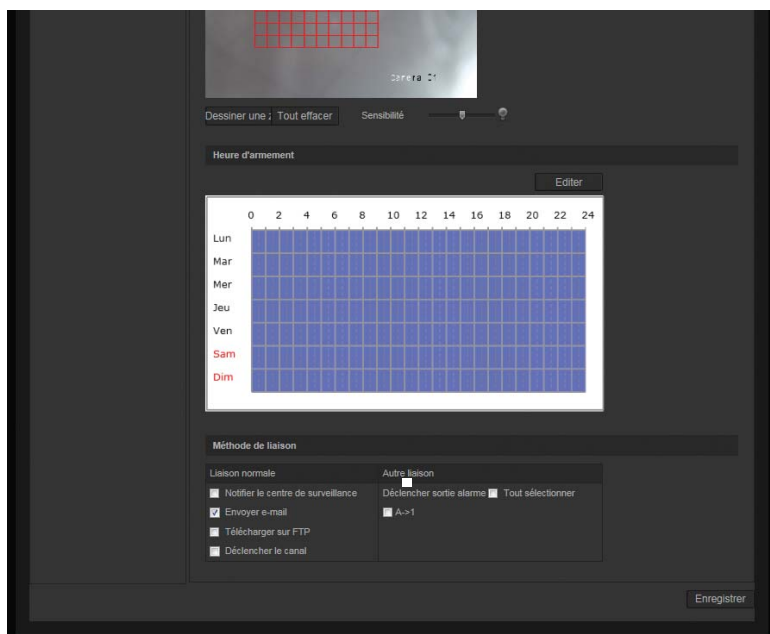 Camera 01
Dessiner une z Tout effacer Sensibilité
Heure d'armement
Editer
0 2 4 6 8 10 12 14 16 18 20 22 24
Lun
Mar
Mer
Jeu
Ven
Sam
Dim
Méthode de liaison
Liaison normale Autre liaison
Notifier le centre de surveillance Déclencher sortie alarme Tout sélectionner
Envoyer e-mail A->1
Télécharger sur FTP
Déclencher le canal
Enregistrer